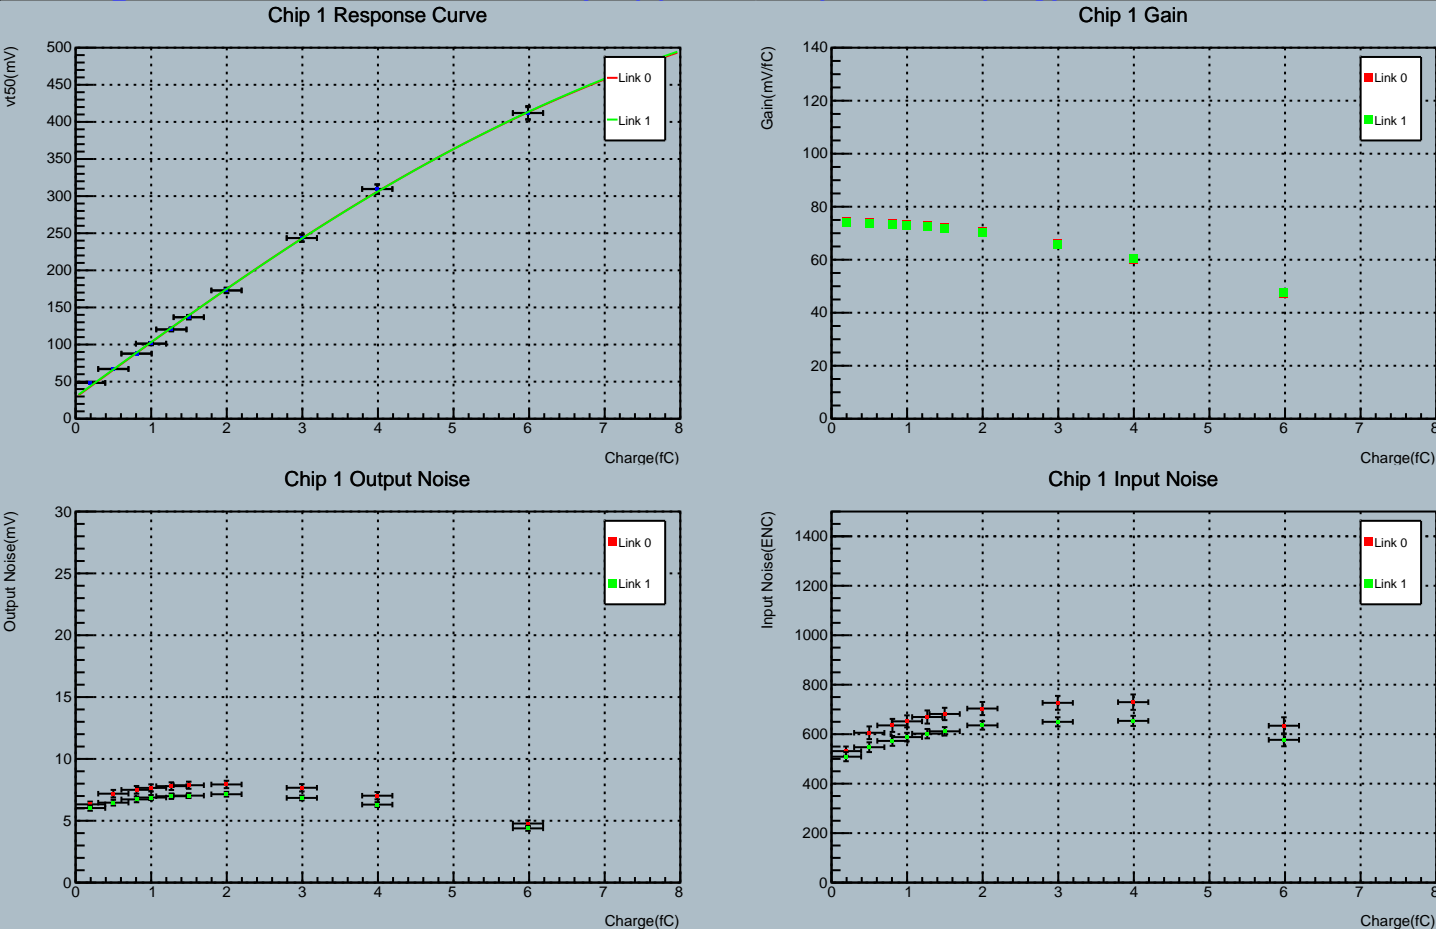 Chip 1 Response Curve
vt50(mV)
500
450
400
350
300
250
200
150
100
50
0
0 1 2 3 4 5 6 7 8
Charge(fC)
Link 0
Link 1
Chip 1 Gain
Gain(mV/fC)
140
120
100
80
60
40
20
0
0 1 2 3 4 5 6 7 8
Charge(fC)
Link 0
Link 1
Chip 1 Output Noise
Output Noise(mV)
30
25
20
15
10
5
0
0 1 2 3 4 5 6 7 8
Charge(fC)
Link 0
Link 1
Chip 1 Input Noise
Input Noise(ENC)
1400
1200
1000
800
600
400
200
0
0 1 2 3 4 5 6 7 8
Charge(fC)
Link 0
Link 1